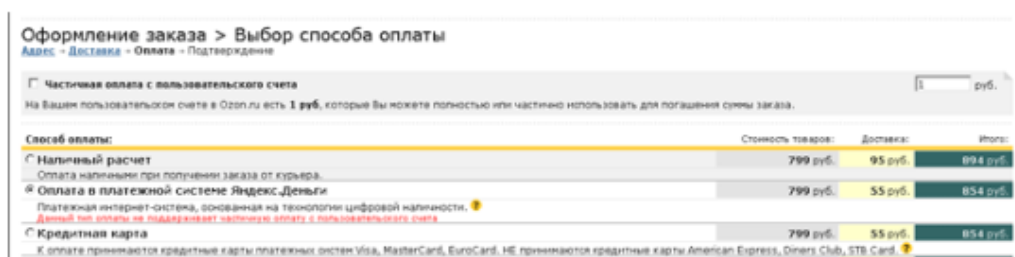 Оформление заказа > Выбор способа оплаты
Адрес - Доставка - Оплата - Подтверждение
Частичная оплата с пользовательского счета 1 руб.
На Вашем пользовательском счете в Ozon.ru есть 1 руб, которые Вы можете полностью или частично использовать для погашения суммы заказа.
Способ оплаты: Стоимость товаров: Доставка: Итого:
Наличный расчет 799 руб. 95 руб. 894 руб.
Оплата наличными при получении заказа от курьера.
Оплата в платежной системе Яндекс.Деньги 799 руб. 55 руб. 854 руб.
Платежная интернет-система, основанная на технологии цифровой наличности. ?
Данный тип оплаты не поддерживает частичную оплату с пользовательского счета
Кредитная карта 799 руб. 55 руб. 854 руб.
К оплате принимаются кредитные карты платежных систем Visa, MasterCard, EuroCard. НЕ принимаются кредитные карты American Express, Diners Club, STB Card. ?